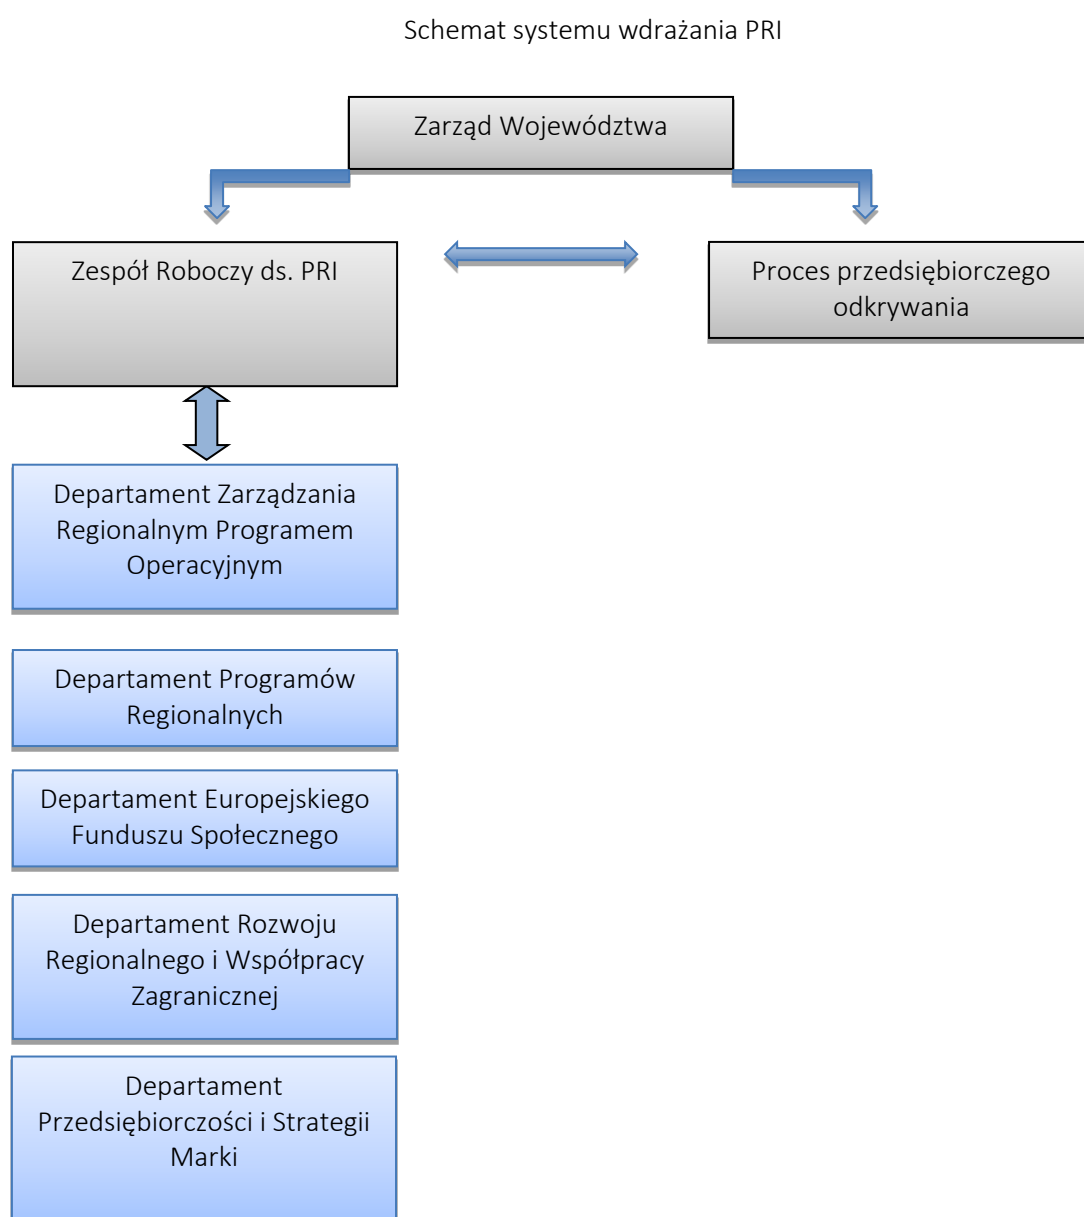 Schemat systemu wdrażania PRI
Zarząd Województwa
Zespół Roboczy ds. PRI
Proces przedsiębiorczego
odkrywania
Departament Zarządzania
Regionalnym Programem
Operacyjnym
Departament Programów
Regionalnych
Departament Europejskiego
Funduszu Społecznego
Departament Rozwoju
Regionalnego i Współpracy
Zagranicznej
Departament
Przedsiębiorczości i Strategii
Marki